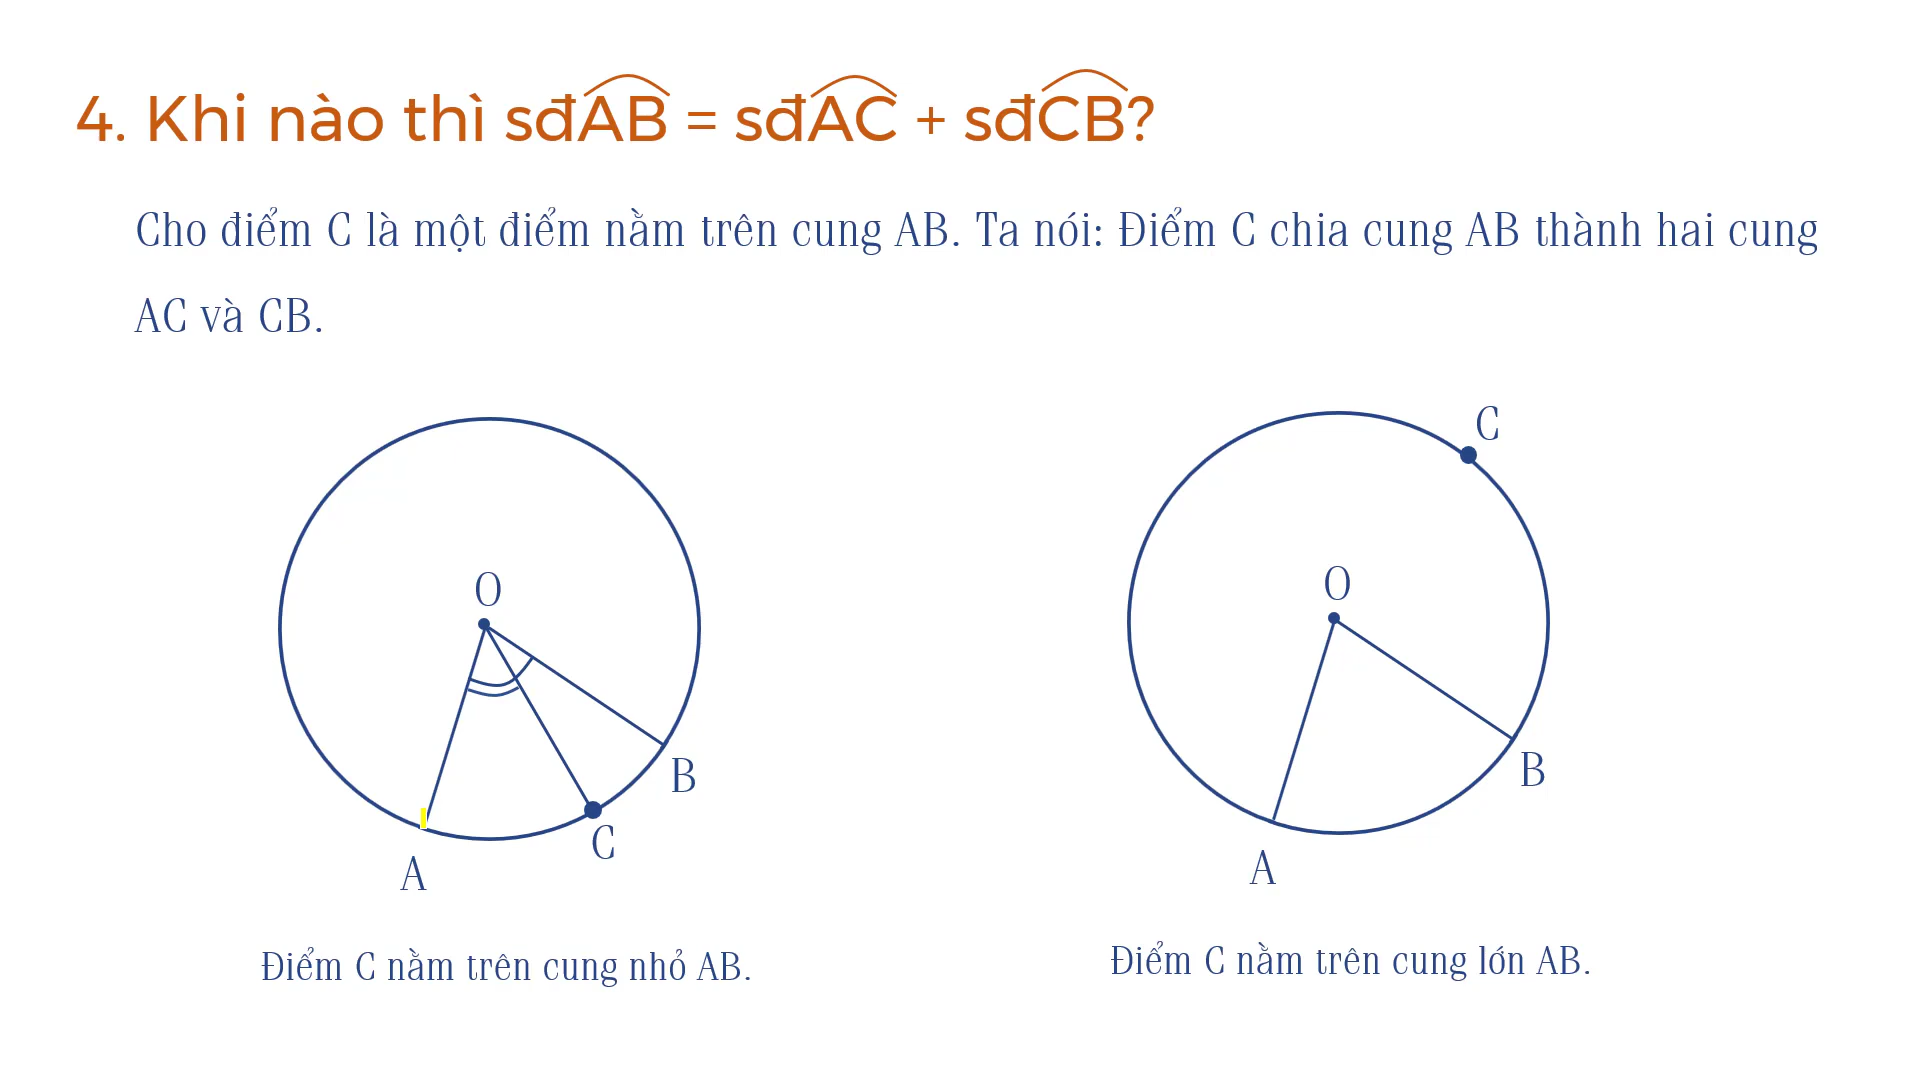 4. Khi nào thì sđAB = sđAC + sđCB?
Cho điểm C là một điểm nằm trên cung AB. Ta nói: Điểm C chia cung AB thành hai cung
AC và CB.
O
B
C
A
Điểm C nằm trên cung nhỏ AB.
C
O
B
A
Điểm C nằm trên cung lớn AB.